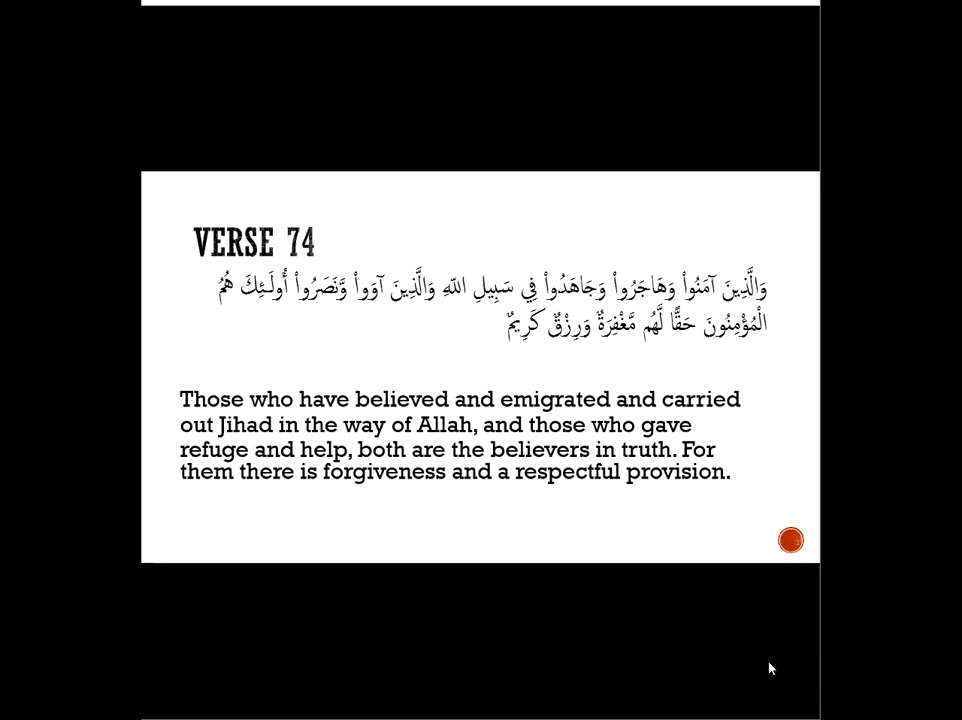 VERSE 74
وَالَّذِينَ آمَنُواْ وَهَاجَرُواْ وَجَاهَدُواْ فِي سَبِيلِ اللّهِ وَالَّذِينَ آوَواْ وَّنَصَرُواْ أُولَـئِكَ هُمُ
الْمُؤْمِنُونَ حَقًّا لَّهُم مَّغْفِرَةٌ وَرِزْقٌ كَرِيمٌ
Those who have believed and emigrated and carried
out Jihad in the way of Allah, and those who gave
refuge and help, both are the believers in truth. For
them there is forgiveness and a respectful provision.